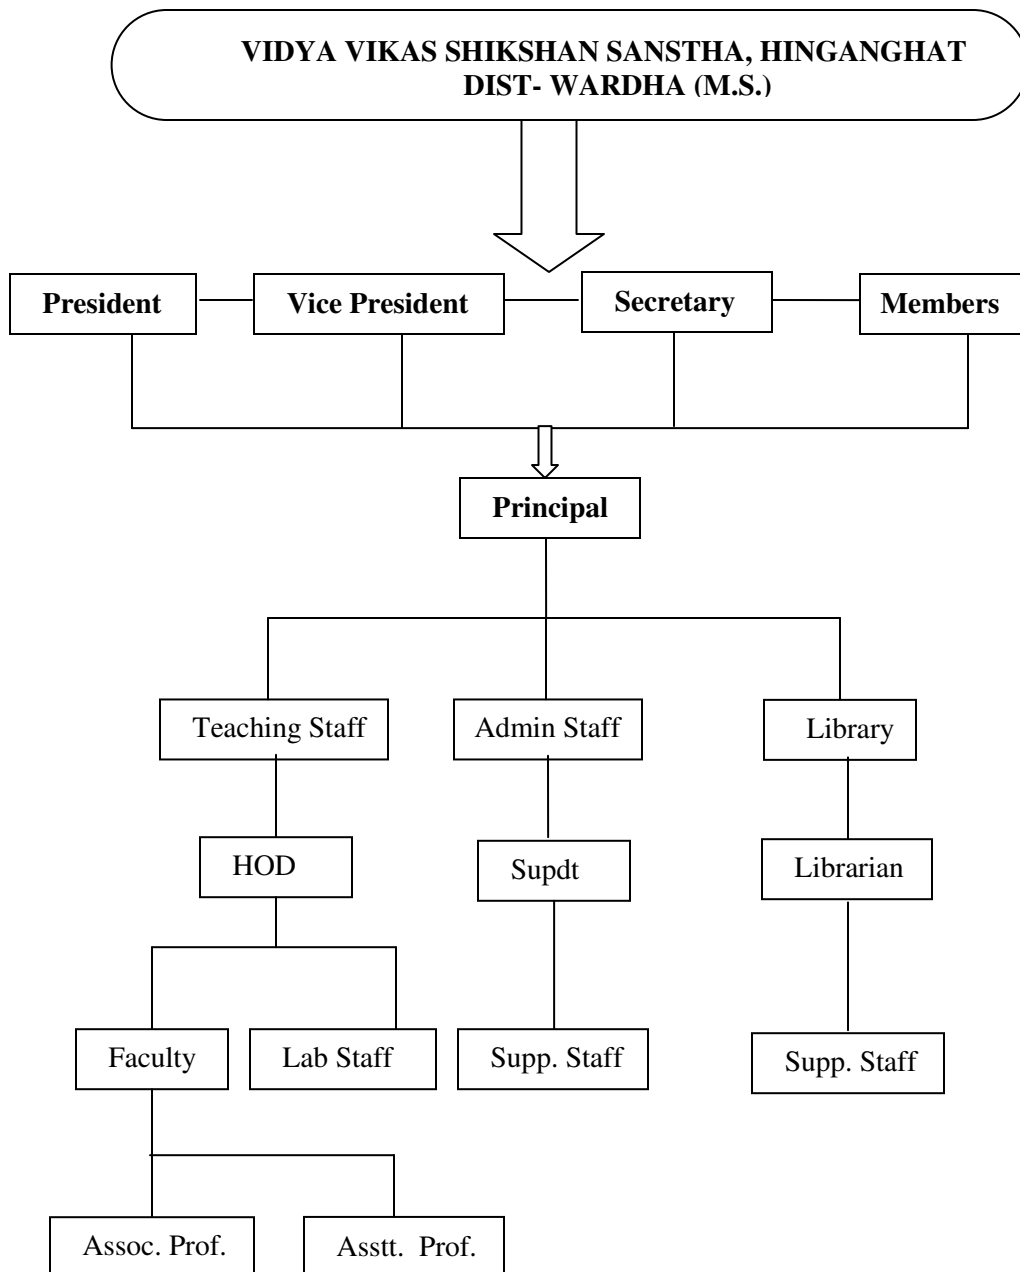 VIDYA VIKAS SHIKSHAN SANSTHA, HINGANGHAT
DIST- WARDHA (M.S.)
President
Vice President
Secretary
Members
Principal
Teaching Staff
Admin Staff
Library
HOD
Supdt
Librarian
Faculty
Lab Staff
Supp. Staff
Supp. Staff
Assoc. Prof.
Asstt. Prof.